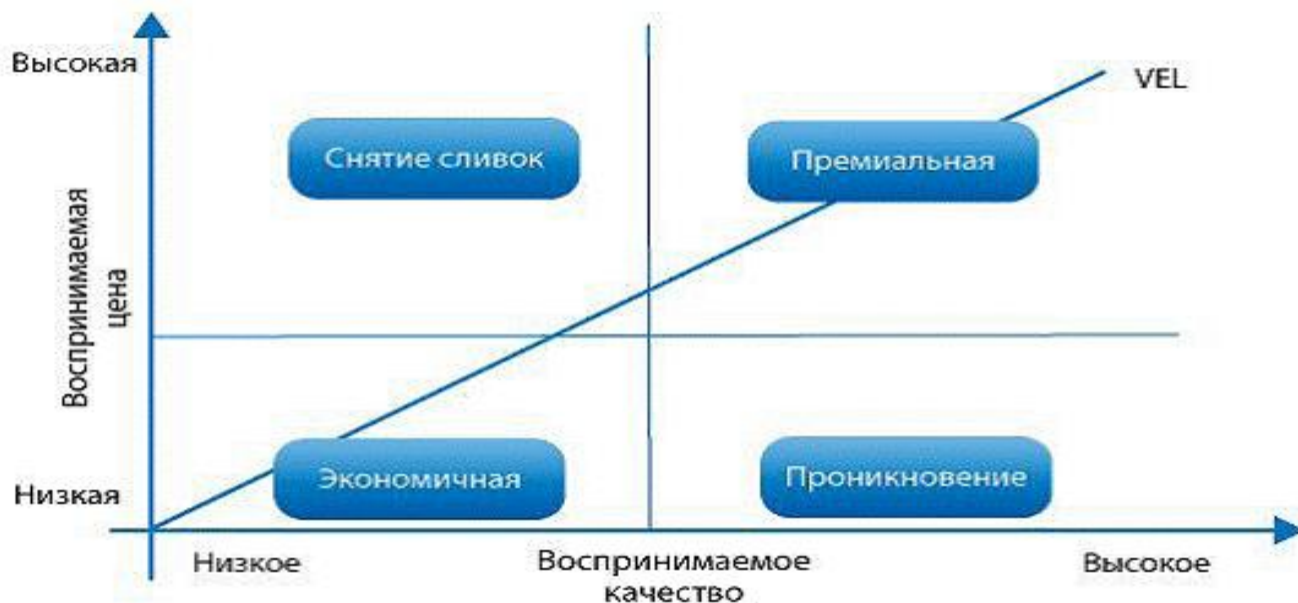 Высокая
VEL
Снятие сливок
Премиальная
Воспринимаемая
цена
Экономичная
Проникновение
Низкая
Низкое
Воспринимаемое
качество
Высокое